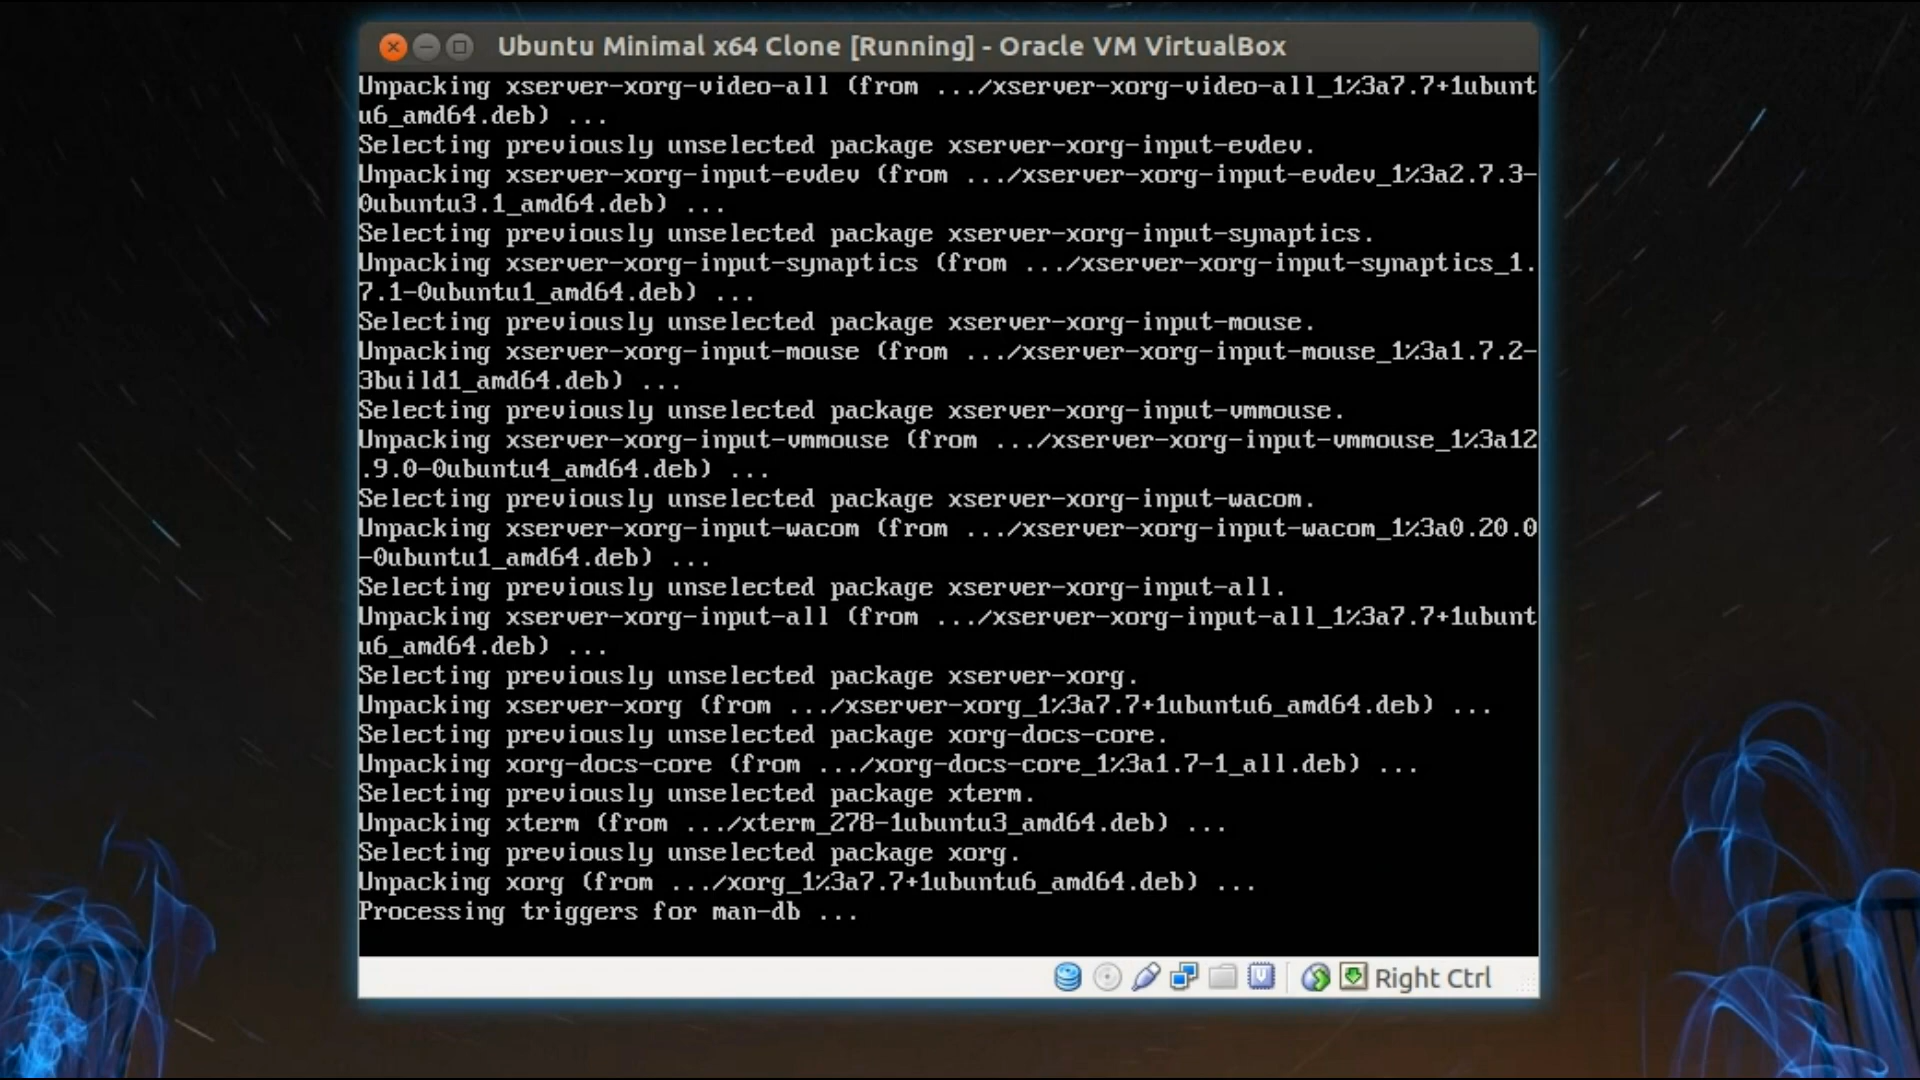 Ubuntu Minimal x64 Clone [Running] - Oracle VM VirtualBox
Unpacking xserver-xorg-video-all (from .../xserver-xorg-video-all_1%3a7.7+1ubunt
u6_amd64.deb) ...
Selecting previously unselected package xserver-xorg-input-evdev.
Unpacking xserver-xorg-input-evdev (from .../xserver-xorg-input-evdev_1%3a2.7.3-
0ubuntu3.1_amd64.deb) ...
Selecting previously unselected package xserver-xorg-input-synaptics.
Unpacking xserver-xorg-input-synaptics (from .../xserver-xorg-input-synaptics_1.
7.1-0ubuntu1_amd64.deb) ...
Selecting previously unselected package xserver-xorg-input-mouse.
Unpacking xserver-xorg-input-mouse (from .../xserver-xorg-input-mouse_1%3a1.7.2-
3build1_amd64.deb) ...
Selecting previously unselected package xserver-xorg-input-vmmouse.
Unpacking xserver-xorg-input-vmmouse (from .../xserver-xorg-input-vmmouse_1%3a12
.9.0-0ubuntu4_amd64.deb) ...
Selecting previously unselected package xserver-xorg-input-wacom.
Unpacking xserver-xorg-input-wacom (from .../xserver-xorg-input-wacom_1%3a0.20.0
-0ubuntu1_amd64.deb) ...
Selecting previously unselected package xserver-xorg-input-all.
Unpacking xserver-xorg-input-all (from .../xserver-xorg-input-all_1%3a7.7+1ubunt
u6_amd64.deb) ...
Selecting previously unselected package xserver-xorg.
Unpacking xserver-xorg (from .../xserver-xorg_1%3a7.7+1ubuntu6_amd64.deb) ...
Selecting previously unselected package xorg-docs-core.
Unpacking xorg-docs-core (from .../xorg-docs-core_1%3a1.7-1_all.deb) ...
Selecting previously unselected package xterm.
Unpacking xterm (from .../xterm_278-1ubuntu3_amd64.deb) ...
Selecting previously unselected package xorg.
Unpacking xorg (from .../xorg_1%3a7.7+1ubuntu6_amd64.deb) ...
Processing triggers for man-db ...
Right Ctrl